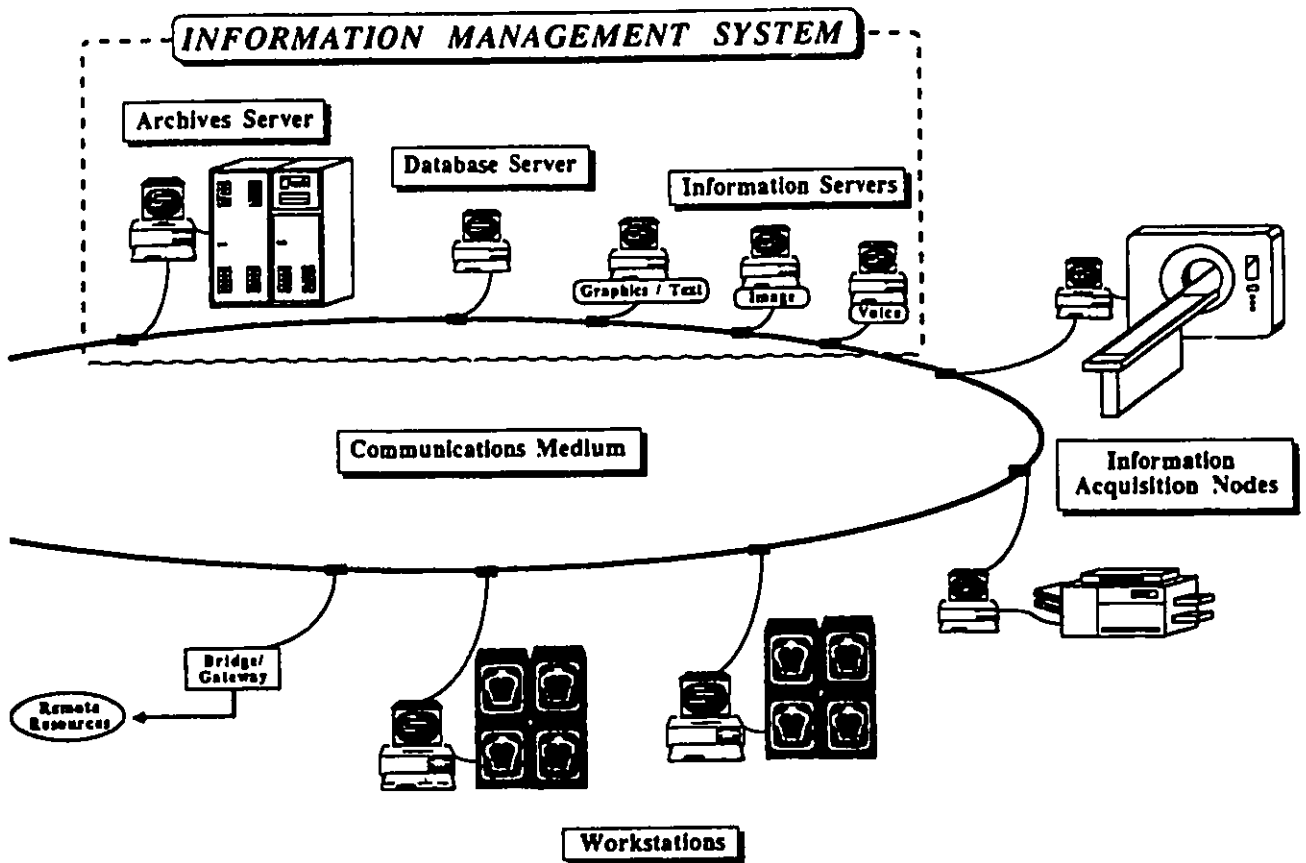 INFORMATION MANAGEMENT SYSTEM
Archives Server
Database Server
Information Servers
Graphics / Text
Image
Voice
Communications Medium
Information
Acquisition Nodes
Bridge/
Gateway
Remote
Resources
Workstations